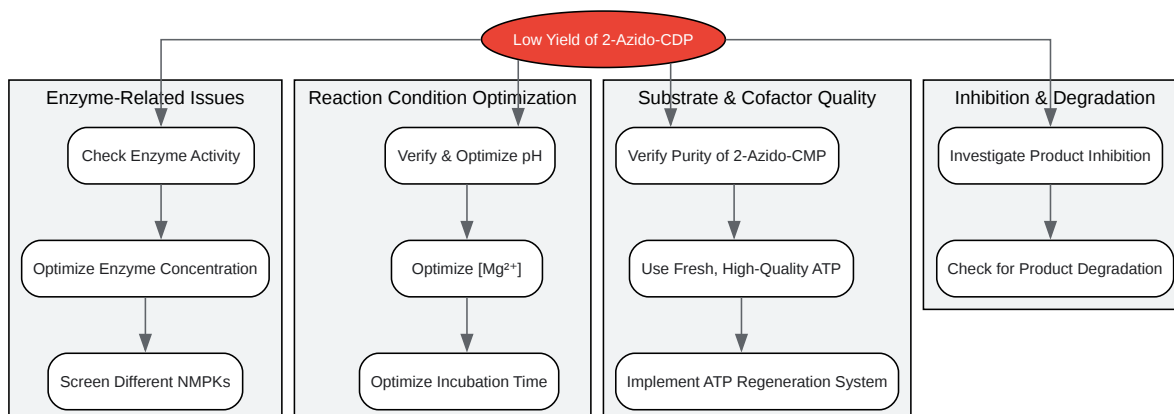 Low Yield of 2-Azido-CDP
Enzyme-Related Issues
Check Enzyme Activity
Optimize Enzyme Concentration
Screen Different NMPKs
Reaction Condition Optimization
Verify & Optimize pH
Optimize [Mg²⁺]
Optimize Incubation Time
Substrate & Cofactor Quality
Verify Purity of 2-Azido-CMP
Use Fresh, High-Quality ATP
Implement ATP Regeneration System
Inhibition & Degradation
Investigate Product Inhibition
Check for Product Degradation